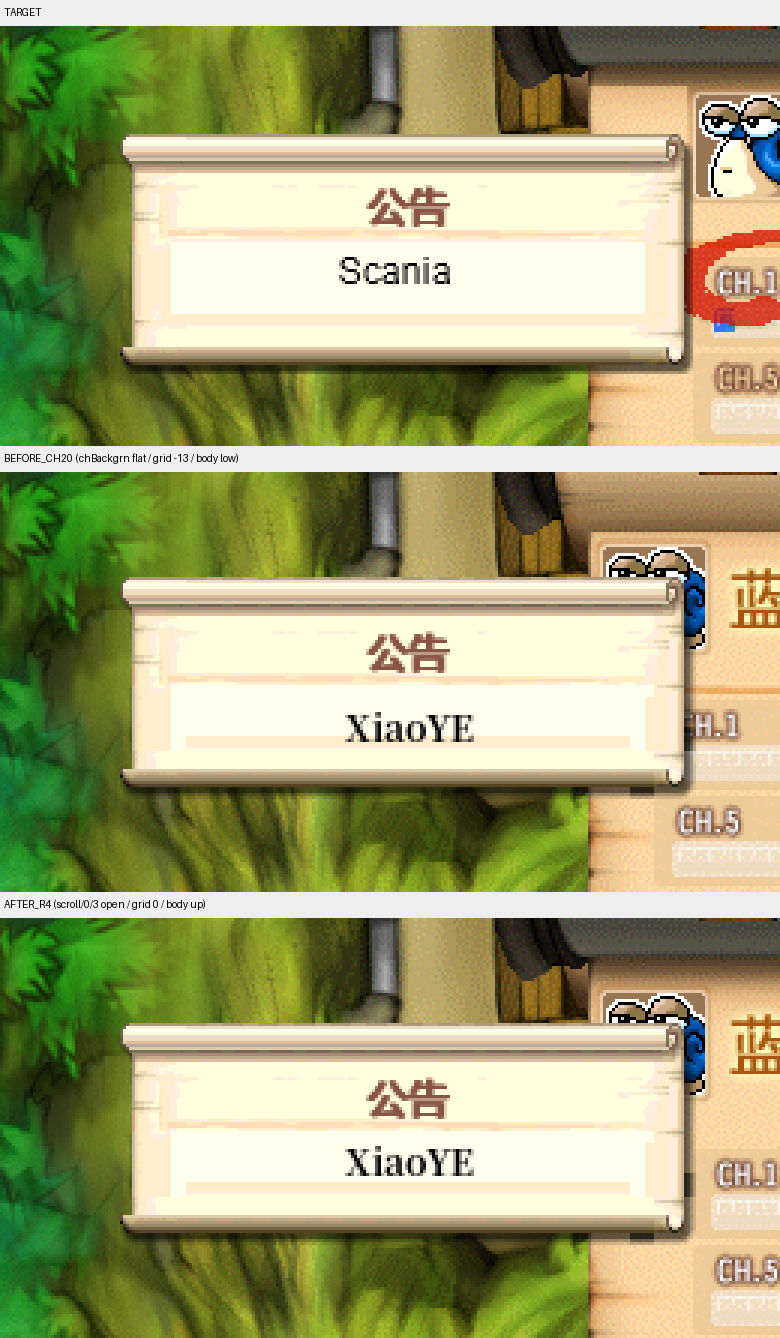 TARGET
公告
Scania
CH.1
CH.5
BEFORE_CH20 (chBackgrn flat / grid -13 / body low)
蓝
公告
XiaoYE
CH.1
CH.5
AFTER_R4 (scroll/0/3 open / grid 0 / body up)
蓝
公告
XiaoYE
CH.1
CH.5